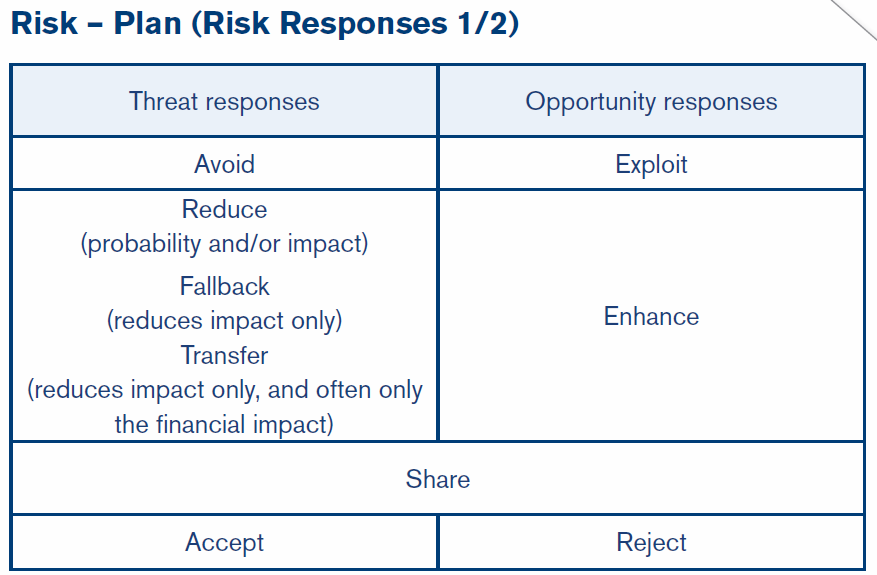 Risk – Plan (Risk Responses 1/2)
Threat responses
Opportunity responses
Avoid
Exploit
Reduce
(probability and/or impact)
Fallback
(reduces impact only)
Transfer
(reduces impact only, and often only
the financial impact)
Enhance
Share
Accept
Reject